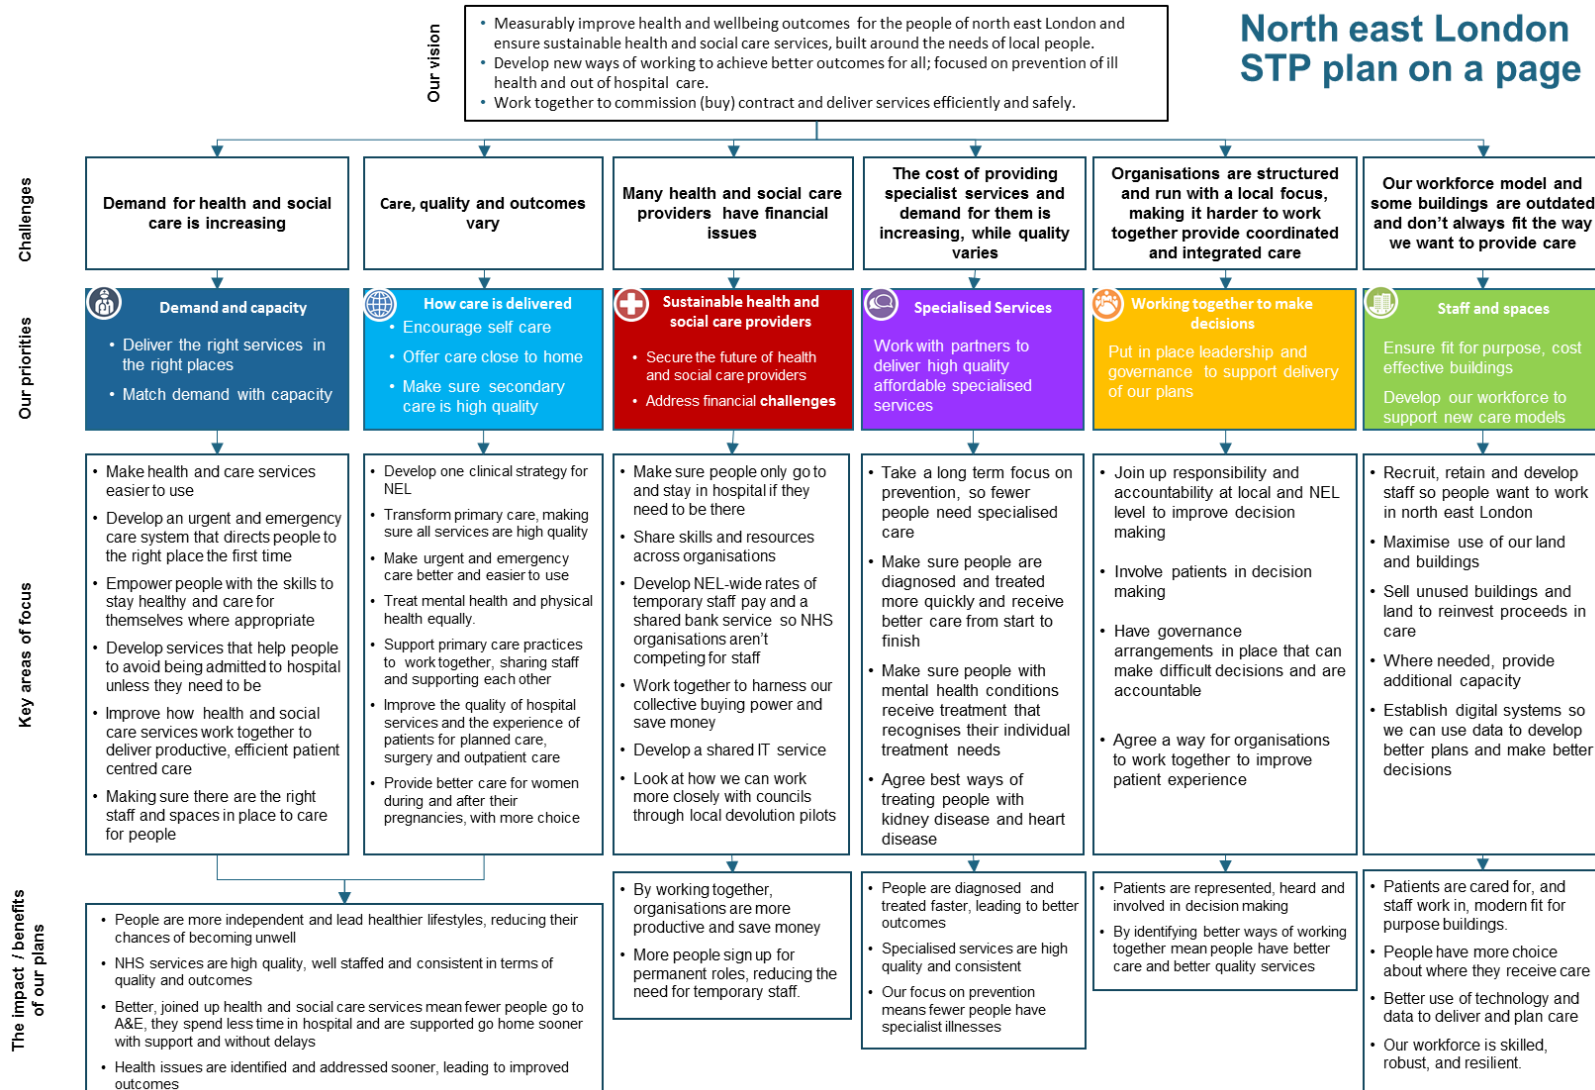 North east London
STP plan on a page
Our vision
• Measurably improve health and wellbeing outcomes for the people of north east London and
ensure sustainable health and social care services, built around the needs of local people.
• Develop new ways of working to achieve better outcomes for all; focused on prevention of ill
health and out of hospital care.
• Work together to commission (buy) contract and deliver services efficiently and safely.
Challenges
Demand for health and social
care is increasing
Care, quality and outcomes
vary
Many health and social care
providers have financial
issues
The cost of providing
specialist services and
demand for them is
increasing, while quality
varies
Organisations are structured
and run with a local focus,
making it harder to work
together provide coordinated
and integrated care
Our workforce model and
some buildings are outdated
and don't always fit the way
we want to provide care
Our priorities
Demand and capacity
• Deliver the right services in
the right places
• Match demand with capacity
How care is delivered
• Encourage self care
• Offer care close to home
• Make sure secondary
care is high quality
Sustainable health and
social care providers
• Secure the future of health
and social care providers
• Address financial challenges
Specialised Services
Work with partners to
deliver high quality
affordable specialised
services
Working together to make
decisions
Put in place leadership and
governance to support delivery
of our plans
Staff and spaces
Ensure fit for purpose, cost
effective buildings
Develop our workforce to
support new care models
Key areas of focus
• Make health and care services
easier to use
• Develop an urgent and emergency
care system that directs people to
the right place the first time
• Empower people with the skills to
stay healthy and care for
themselves where appropriate
• Develop services that help people
to avoid being admitted to hospital
unless they need to be
• Improve how health and social
care services work together to
deliver productive, efficient patient
centred care
• Making sure there are the right
staff and spaces in place to care
for people
• Develop one clinical strategy for
NEL
• Transform primary care, making
sure all services are high quality
• Make urgent and emergency
care better and easier to use
• Treat mental health and physical
health equally.
• Support primary care practices
to work together, sharing staff
and supporting each other
• Improve the quality of hospital
services and the experience of
patients for planned care,
surgery and outpatient care
• Provide better care for women
during and after their
pregnancies, with more choice
• Make sure people only go to
and stay in hospital if they
need to be there
• Share skills and resources
across organisations
• Develop NEL-wide rates of
temporary staff pay and a
shared bank service so NHS
organisations aren't
competing for staff
• Work together to harness our
collective buying power and
save money
• Develop a shared IT service
• Look at how we can work
more closely with councils
through local devolution pilots
• Take a long term focus on
prevention, so fewer
people need specialised
care
• Make sure people are
diagnosed and treated
more quickly and receive
better care from start to
finish
• Make sure people with
mental health conditions
receive treatment that
recognises their individual
treatment needs
• Agree best ways of
treating people with
kidney disease and heart
disease
• Join up responsibility and
accountability at local and NEL
level to improve decision
making
• Involve patients in decision
making
• Have governance
arrangements in place that can
make difficult decisions and are
accountable
• Agree a way for organisations
to work together to improve
patient experience
• Recruit, retain and develop
staff so people want to work
in north east London
• Maximise use of our land
and buildings
• Sell unused buildings and
land to reinvest proceeds in
care
• Where needed, provide
additional capacity
• Establish digital systems so
we can use data to develop
better plans and make better
decisions
The impact / benefits
of our plans
• People are more independent and lead healthier lifestyles, reducing their
chances of becoming unwell
• NHS services are high quality, well staffed and consistent in terms of
quality and outcomes
• Better, joined up health and social care services mean fewer people go to
A&E, they spend less time in hospital and are supported go home sooner
with support and without delays
• Health issues are identified and addressed sooner, leading to improved
outcomes
• By working together,
organisations are more
productive and save money
• More people sign up for
permanent roles, reducing the
need for temporary staff.
• People are diagnosed and
treated faster, leading to better
outcomes
• Specialised services are high
quality and consistent
• Our focus on prevention
means fewer people have
specialist illnesses
• Patients are represented, heard and
involved in decision making
• By identifying better ways of working
together mean people have better
care and better quality services
• Patients are cared for, and
staff work in, modern fit for
purpose buildings.
• People have more choice
about where they receive care
• Better use of technology and
data to deliver and plan care
• Our workforce is skilled,
robust, and resilient.